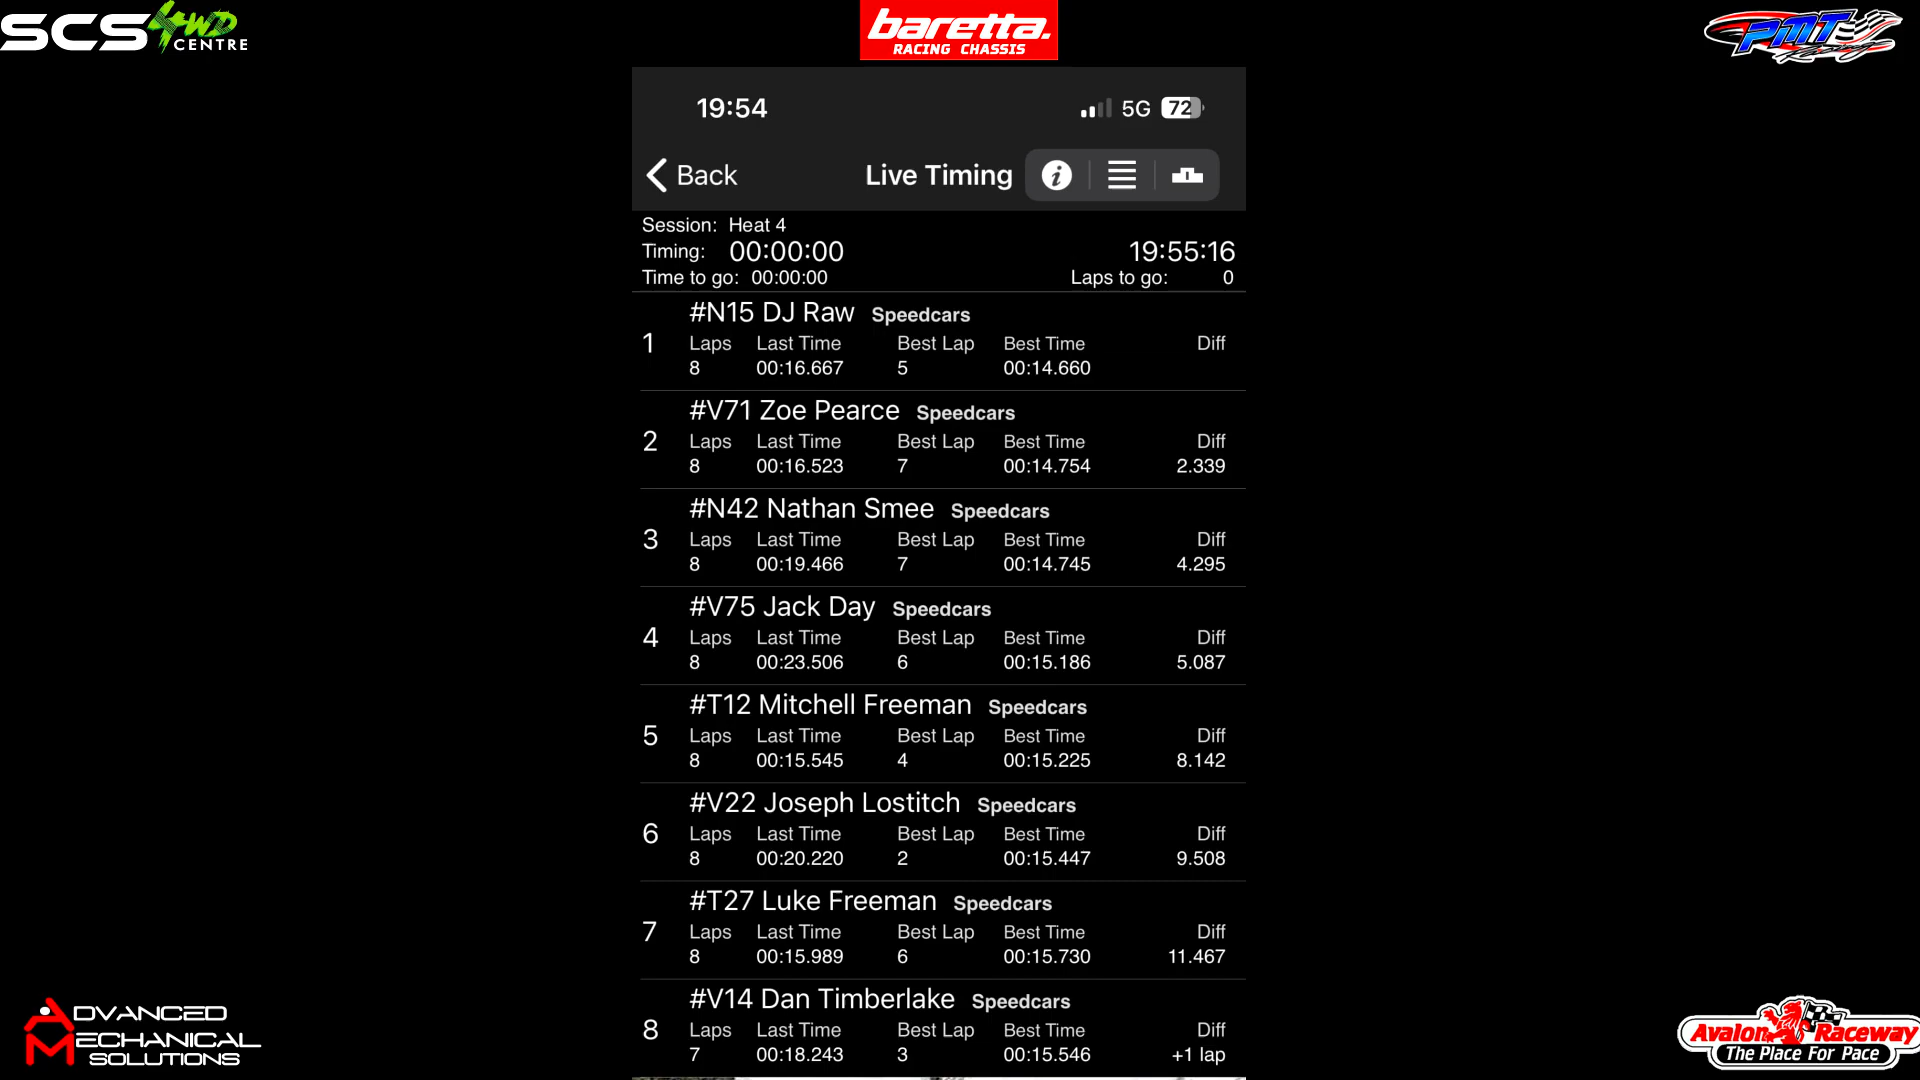 SCS 4WD CENTRE
baretta.
RACING CHASSIS
PMT Racing
19:54 5G 72
Back Live Timing
Session: Heat 4
Timing: 00:00:00 19:55:16
Time to go: 00:00:00 Laps to go: 0
#N15 DJ Raw Speedcars
1 Laps Last Time Best Lap Best Time Diff
8 00:16.667 5 00:14.660
#V71 Zoe Pearce Speedcars
2 Laps Last Time Best Lap Best Time Diff
8 00:16.523 7 00:14.754 2.339
#N42 Nathan Smee Speedcars
3 Laps Last Time Best Lap Best Time Diff
8 00:19.466 7 00:14.745 4.295
#V75 Jack Day Speedcars
4 Laps Last Time Best Lap Best Time Diff
8 00:23.506 6 00:15.186 5.087
#T12 Mitchell Freeman Speedcars
5 Laps Last Time Best Lap Best Time Diff
8 00:15.545 4 00:15.225 8.142
#V22 Joseph Lostitch Speedcars
6 Laps Last Time Best Lap Best Time Diff
8 00:20.220 2 00:15.447 9.508
#T27 Luke Freeman Speedcars
7 Laps Last Time Best Lap Best Time Diff
8 00:15.989 6 00:15.730 11.467
#V14 Dan Timberlake Speedcars
8 Laps Last Time Best Lap Best Time Diff
7 00:18.243 3 00:15.546 +1 lap
ADVANCED
MECHANICAL
SOLUTIONS
Avalon Raceway
The Place For Pace